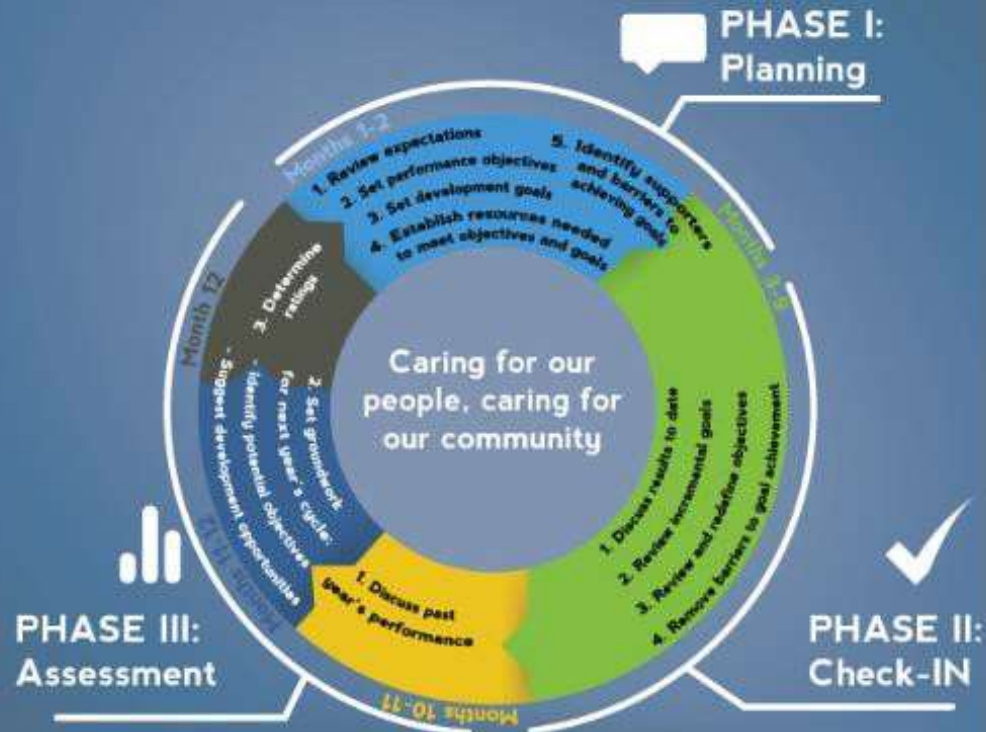 PHASE I:
Planning
Months 1-2
1. Review expectations
2. Set performance objectives
3. Set development goals
4. Establish resources needed
to meet objectives and goals
5. Identify supporters
and barriers to
achieving goals
1. Discuss results to date
2. Review incremental goals
3. Review and redefine objectives
4. Remove barriers to goal achievement
PHASE II:
Check-IN
Months 10-11
1. Discuss past
year's performance
2. Set groundwork
for next year's cycle:
- identify potential objectives
- Suggest development opportunities
Month 12
3. Determine
ratings
PHASE III:
Assessment
Caring for our
people, caring for
our community